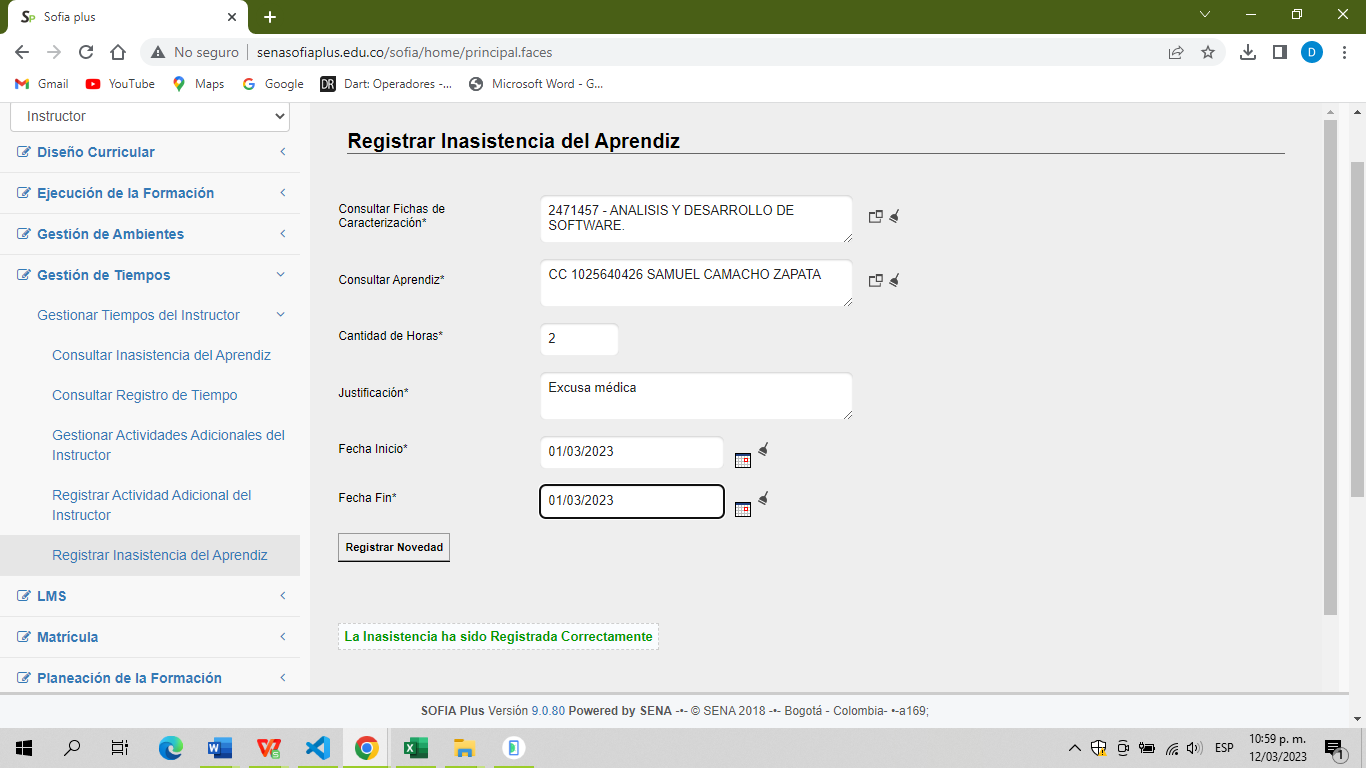 Sofia plus
No seguro
senasofiaplus.edu.co/sofia/home/principal.faces
D
Gmail
YouTube
Maps
Google
DR Dart: Operadores -...
Microsoft Word - G...
Instructor
Diseño Curricular
Ejecución de la Formación
Gestión de Ambientes
Gestión de Tiempos
Gestionar Tiempos del Instructor
Consultar Inasistencia del Aprendiz
Consultar Registro de Tiempo
Gestionar Actividades Adicionales del
Instructor
Registrar Actividad Adicional del
Instructor
Registrar Inasistencia del Aprendiz
LMS
Matrícula
Planeación de la Formación
Registrar Inasistencia del Aprendiz
Consultar Fichas de
Caracterización*
2471457 - ANALISIS Y DESARROLLO DE
SOFTWARE.
Consultar Aprendiz*
CC 1025640426 SAMUEL CAMACHO ZAPATA
Cantidad de Horas*
2
Justificación*
Excusa médica
Fecha Inicio*
01/03/2023
Fecha Fin*
01/03/2023
Registrar Novedad
La Inasistencia ha sido Registrada Correctamente
SOFIA Plus Versión 9.0.80 Powered by SENA -•- © SENA 2018 -•- Bogotá - Colombia- •-a169;
ESP
10:59 p. m.
12/03/2023
1